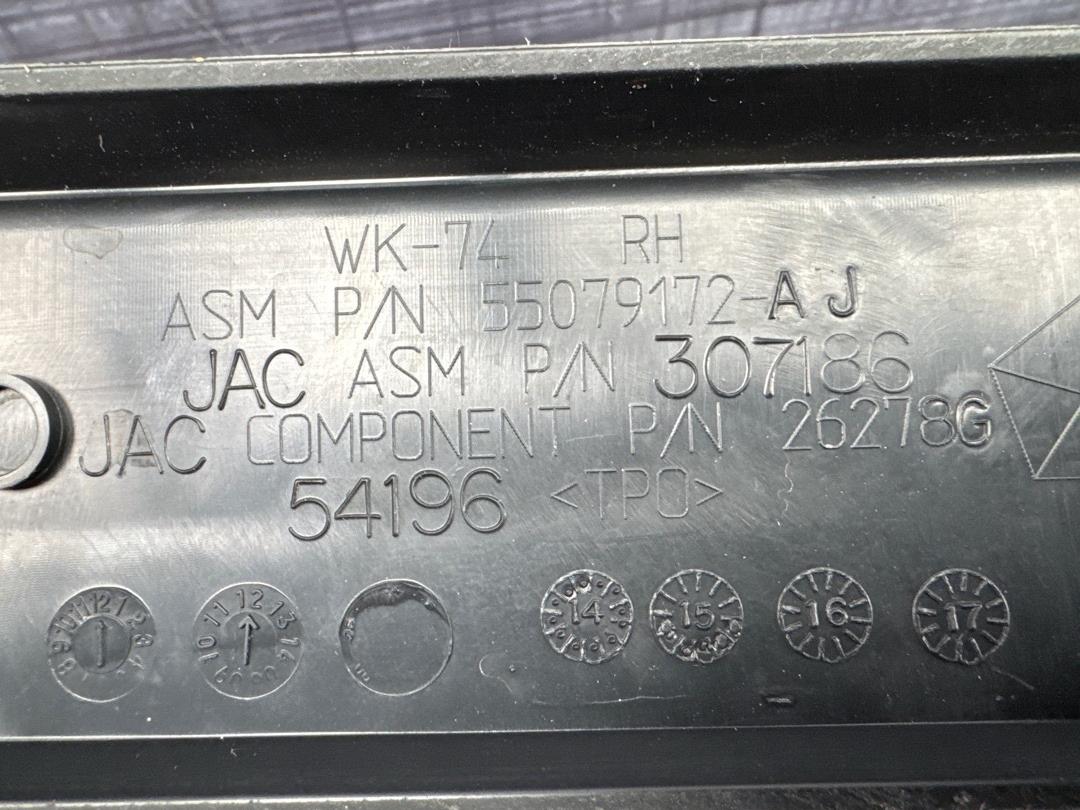 WK-74 RH
ASM P/N 55079172-AJ
JAC ASM P/N 307186
JAC COMPONENT P/N 26278G
54196 <TPO>
14 15 16 17